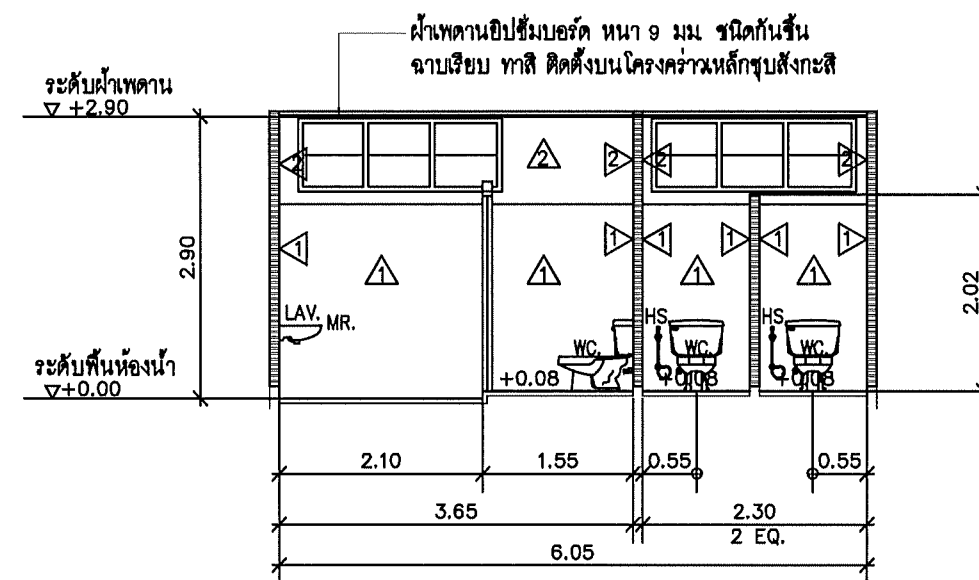 ฝ้าเพดานยิปซั่มบอร์ด หนา 9 มม. ชนิดกันชื้น
ฉาบเรียบ ทาสี ติดตั้งบนโครงคร่าวเหล็กชุบสังกะสี
ระดับฝ้าเพดาน
+2.90
2 2 2 2 2
1 1 1 1 1 1
1 1
2.90
2.02
LAV. MR.
HS. HS.
WC. WC. WC.
ระดับพื้นห้องน้ำ
+0.00
+0.08 +0.08 +0.08
2.10 1.55 0.55 0.55
3.65 2.30
2 EQ.
6.05